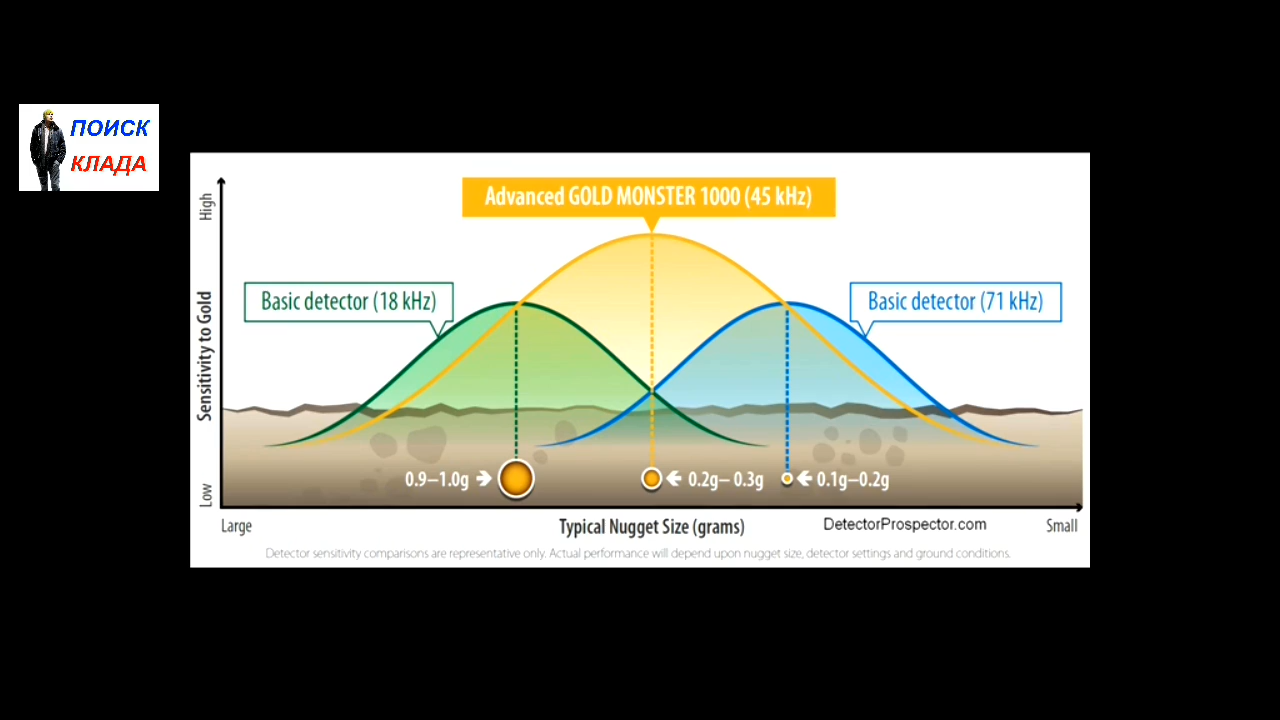 ПОИСК
КЛАДА
Advanced GOLD MONSTER 1000 (45 kHz)
High
Basic detector (18 kHz)
Basic detector (71 kHz)
Sensitivity to Gold
0.9–1.0g
0.2g– 0.3g
0.1g–0.2g
Low
Large
Typical Nugget Size (grams)
DetectorProspector.com
Small
Detector sensitivity comparisons are representative only. Actual performance will depend upon nugget size, detector settings and ground conditions.